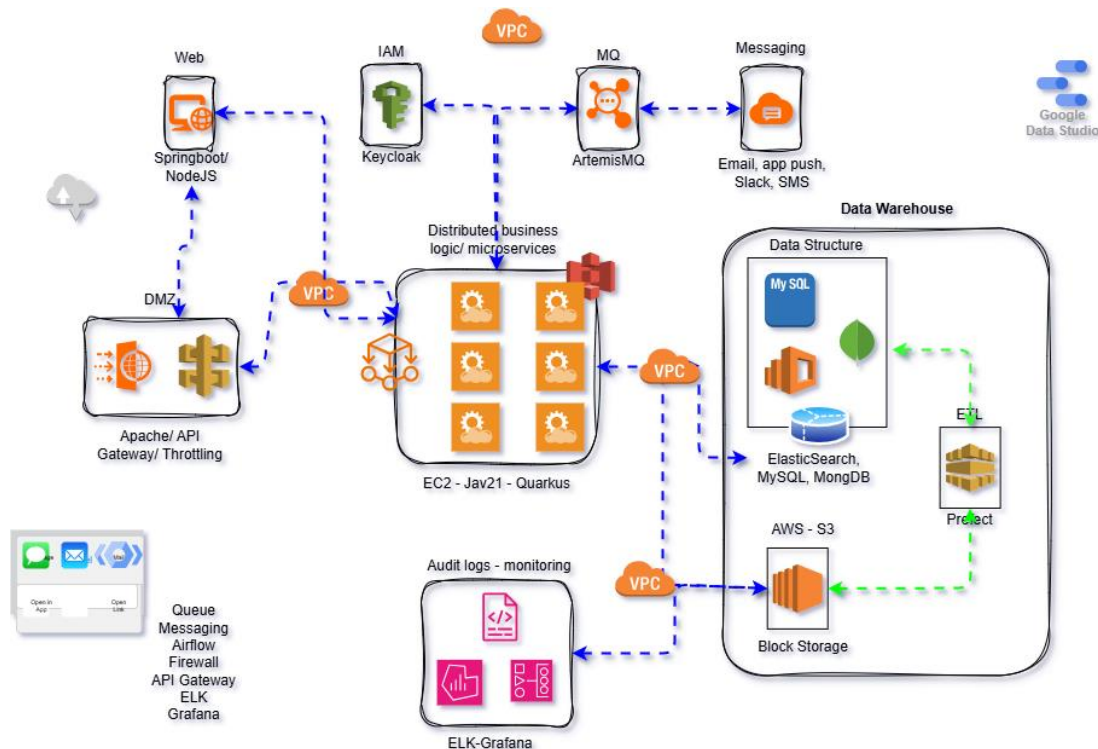 VPC
IAM
MQ
Messaging
Web
Google
Data Studio
Keycloak
ArtemisMQ
Email, app push,
Slack, SMS
Springboot/
NodeJS
Data Warehouse
Distributed business
logic/ microservices
Data Structure
My SQL
DMZ
VPC
VPC
ETL
Apache/ API
Gateway/ Throttling
EC2 - Jav21 - Quarkus
ElasticSearch,
MySQL, MongDB
Prefect
AWS - S3
Audit logs - monitoring
VPC
Block Storage
Open in
App
Open
Link
Queue
Messaging
Airflow
Firewall
API Gateway
ELK
Grafana
ELK-Grafana